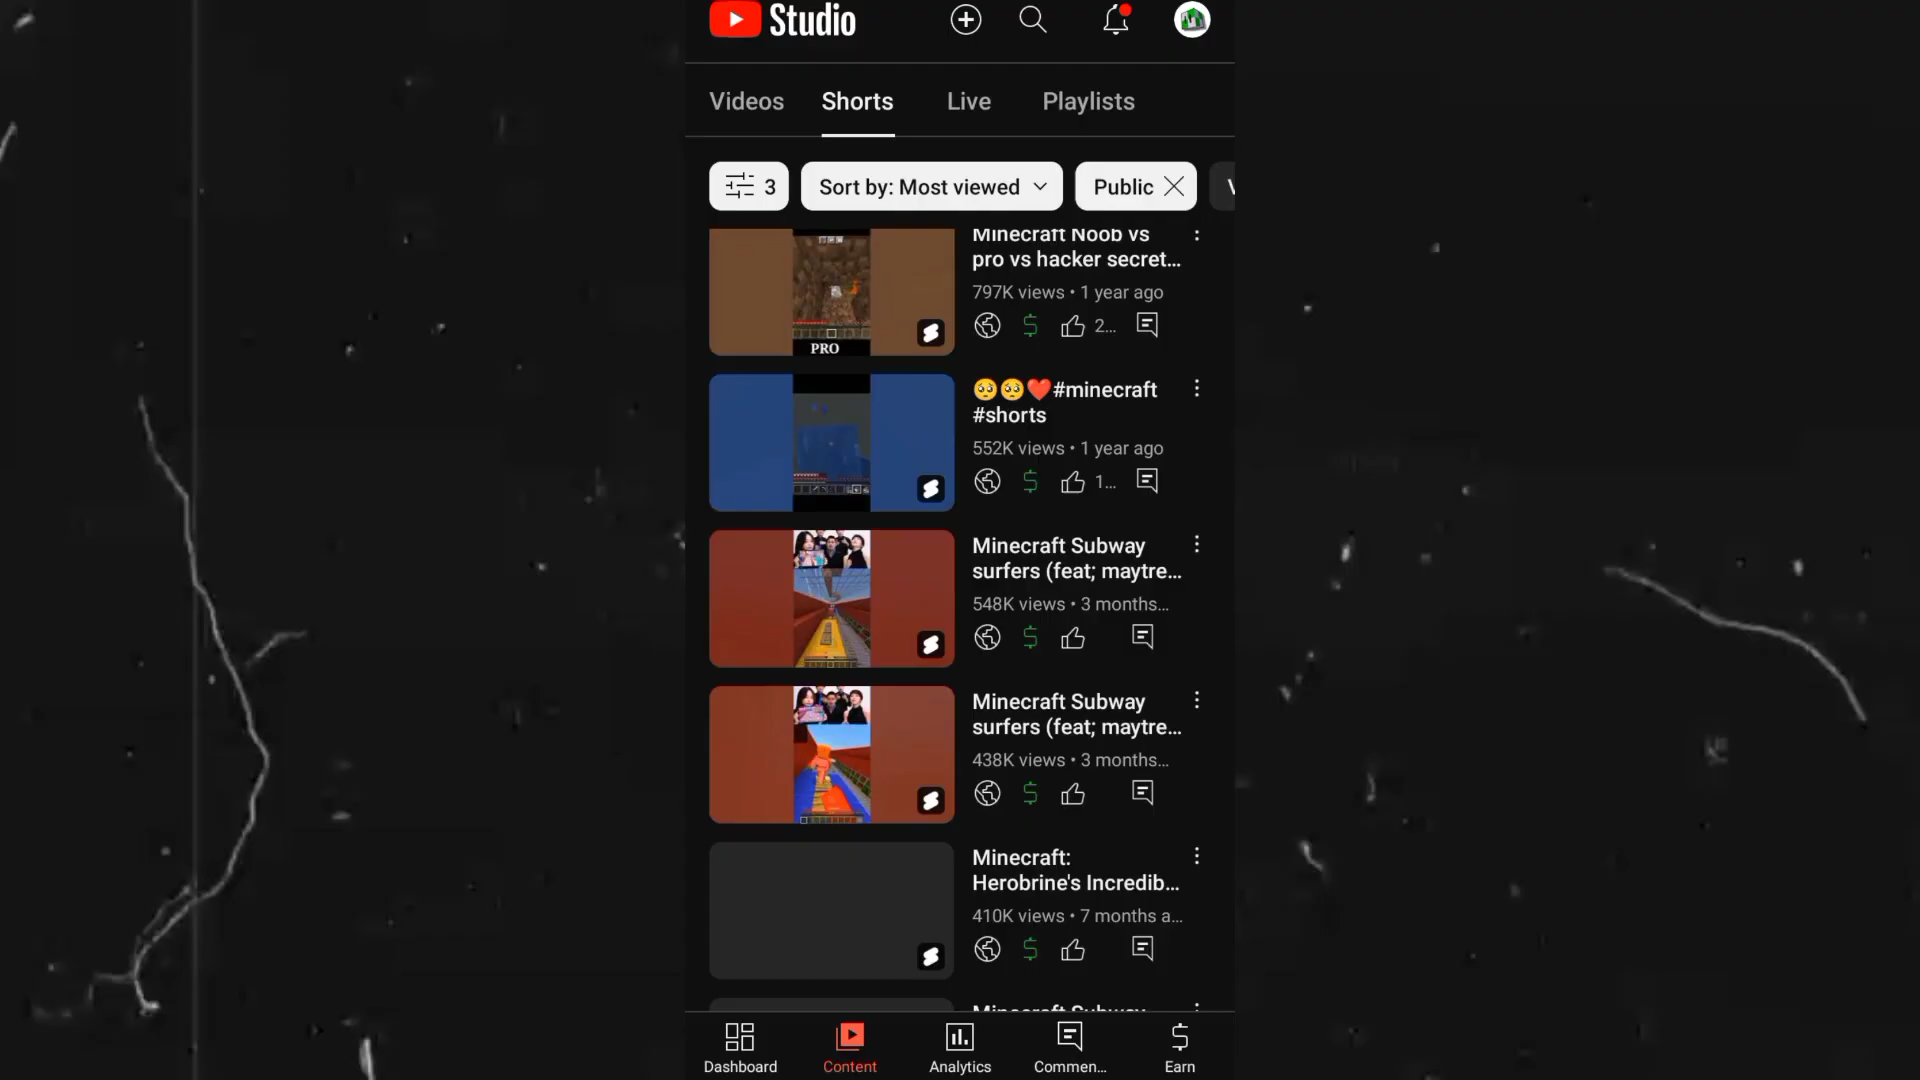 Studio
Videos Shorts Live Playlists
3 Sort by: Most viewed Public V
Minecraft Noob vs
pro vs hacker secret...
797K views • 1 year ago
2...
PRO
🥺🥺❤️#minecraft
#shorts
552K views • 1 year ago
1...
Minecraft Subway
surfers (feat; maytre...
548K views • 3 months...
Minecraft Subway
surfers (feat; maytre...
438K views • 3 months...
Minecraft:
Herobrine's Incredib...
410K views • 7 months a...
Minecraft Subway
Dashboard Content Analytics Commen... Earn